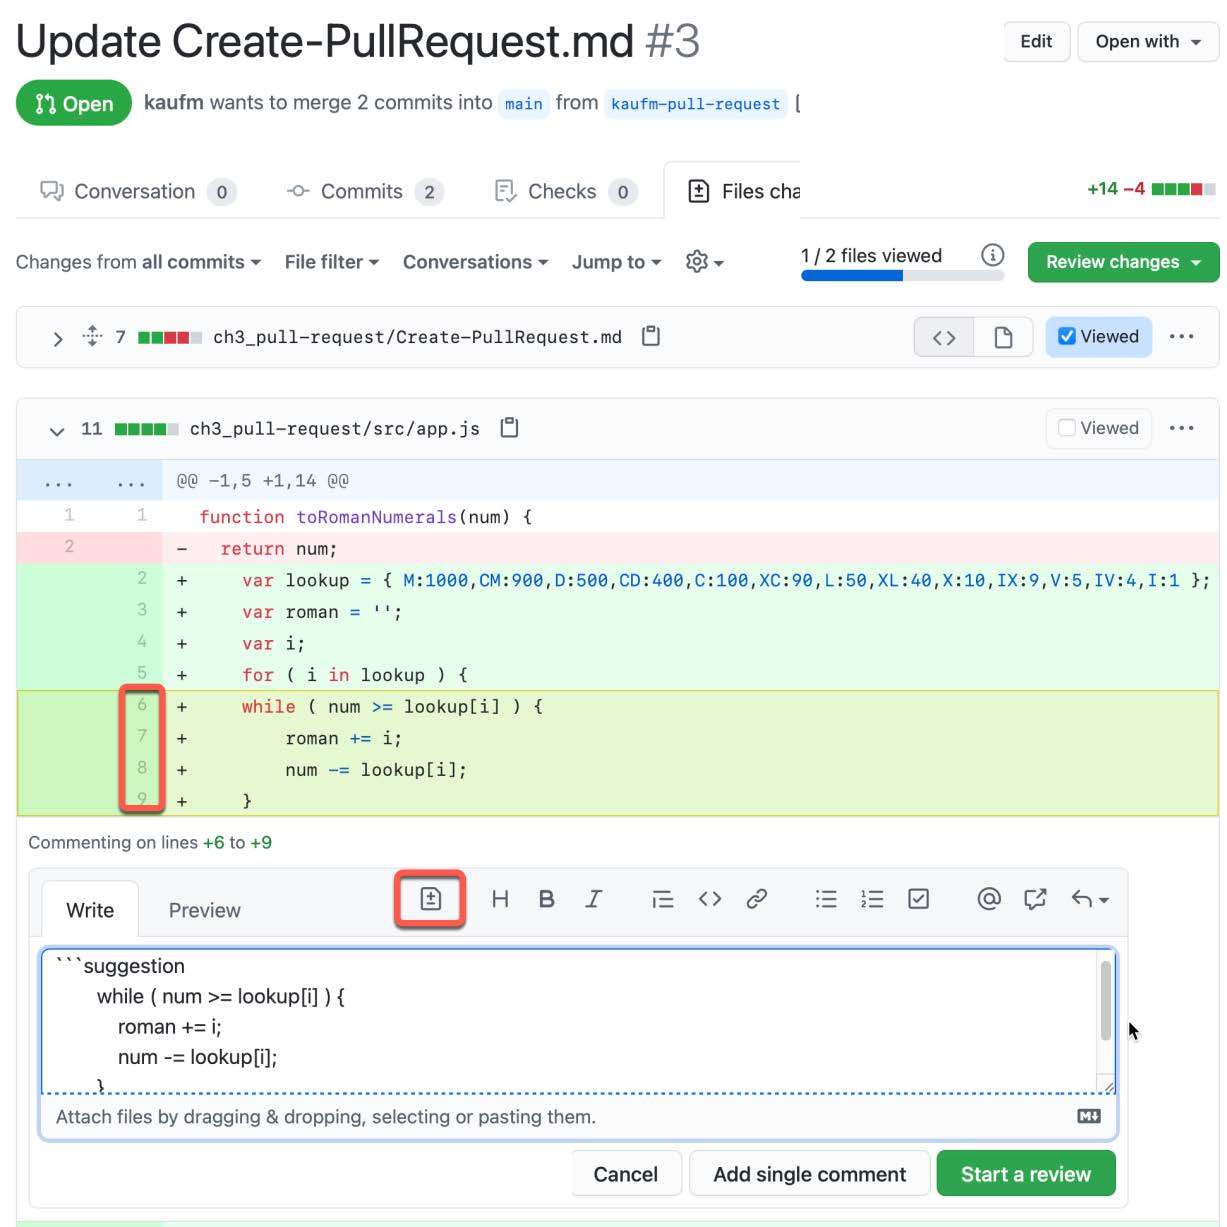 Update Create-PullRequest.md #3
Edit
Open with
Open
kaufm wants to merge 2 commits into main from kaufm-pull-request
Conversation 0
Commits 2
Checks 0
Files cha
+14 −4
Changes from all commits
File filter
Conversations
Jump to
1 / 2 files viewed
Review changes
7 ch3_pull-request/Create-PullRequest.md
Viewed
11 ch3_pull-request/src/app.js
Viewed
... ... @@ -1,5 +1,14 @@
1 1 function toRomanNumerals(num) {
2 - return num;
2 + var lookup = { M:1000,CM:900,D:500,CD:400,C:100,XC:90,L:50,XL:40,X:10,IX:9,V:5,IV:4,I:1 };
3 + var roman = '';
4 + var i;
5 + for ( i in lookup ) {
6 + while ( num >= lookup[i] ) {
7 + roman += i;
8 + num -= lookup[i];
9 + }
Commenting on lines +6 to +9
Write
Preview
```suggestion
while ( num >= lookup[i] ) {
roman += i;
num -= lookup[i];
}
Attach files by dragging & dropping, selecting or pasting them.
Cancel
Add single comment
Start a review